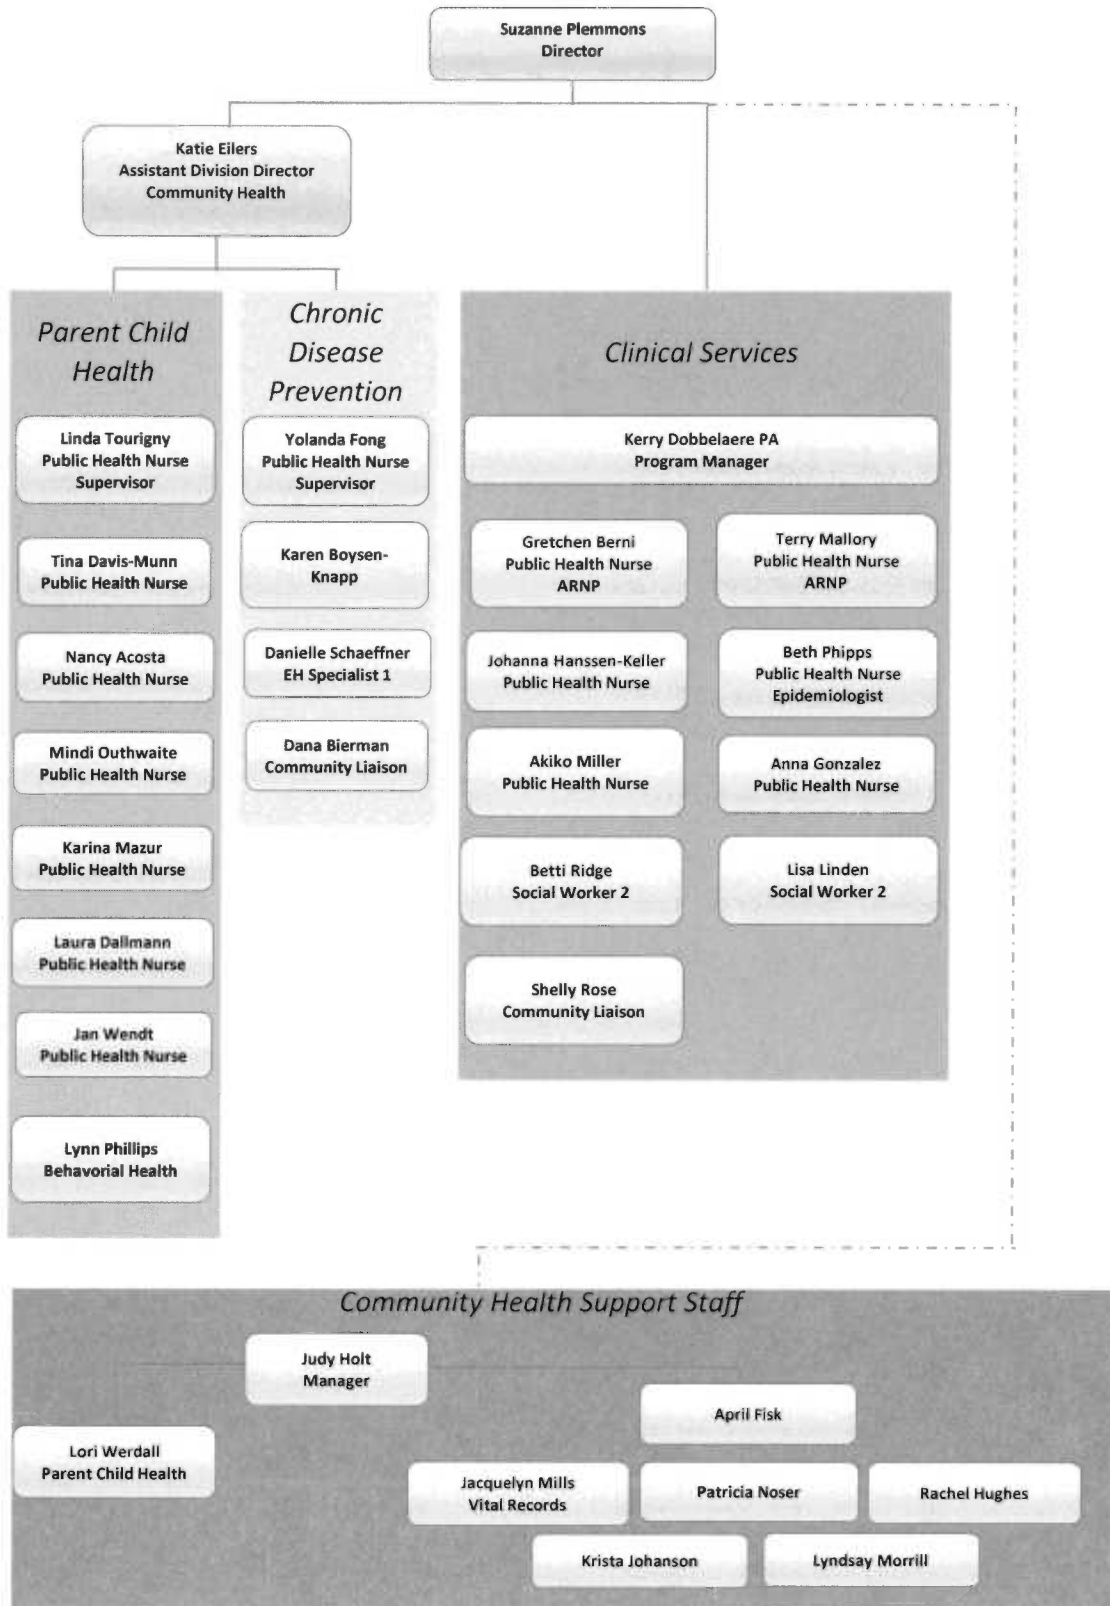 Suzanne Plemmons
Director
Katie Eilers
Assistant Division Director
Community Health
Parent Child
Health
Linda Tourigny
Public Health Nurse
Supervisor
Tina Davis-Munn
Public Health Nurse
Nancy Acosta
Public Health Nurse
Mindi Outhwaite
Public Health Nurse
Karina Mazur
Public Health Nurse
Laura Dallmann
Public Health Nurse
Jan Wendt
Public Health Nurse
Lynn Phillips
Behavorial Health
Chronic
Disease
Prevention
Yolanda Fong
Public Health Nurse
Supervisor
Karen Boysen-
Knapp
Danielle Schaeffner
EH Specialist 1
Dana Bierman
Community Liaison
Clinical Services
Kerry Dobbelaere PA
Program Manager
Gretchen Berni
Public Health Nurse
ARNP
Terry Mallory
Public Health Nurse
ARNP
Johanna Hanssen-Keller
Public Health Nurse
Beth Phipps
Public Health Nurse
Epidemiologist
Akiko Miller
Public Health Nurse
Anna Gonzalez
Public Health Nurse
Betti Ridge
Social Worker 2
Lisa Linden
Social Worker 2
Shelly Rose
Community Liaison
Community Health Support Staff
Judy Holt
Manager
April Fisk
Lori Werdall
Parent Child Health
Jacquelyn Mills
Vital Records
Patricia Noser
Rachel Hughes
Krista Johanson
Lyndsay Morrill